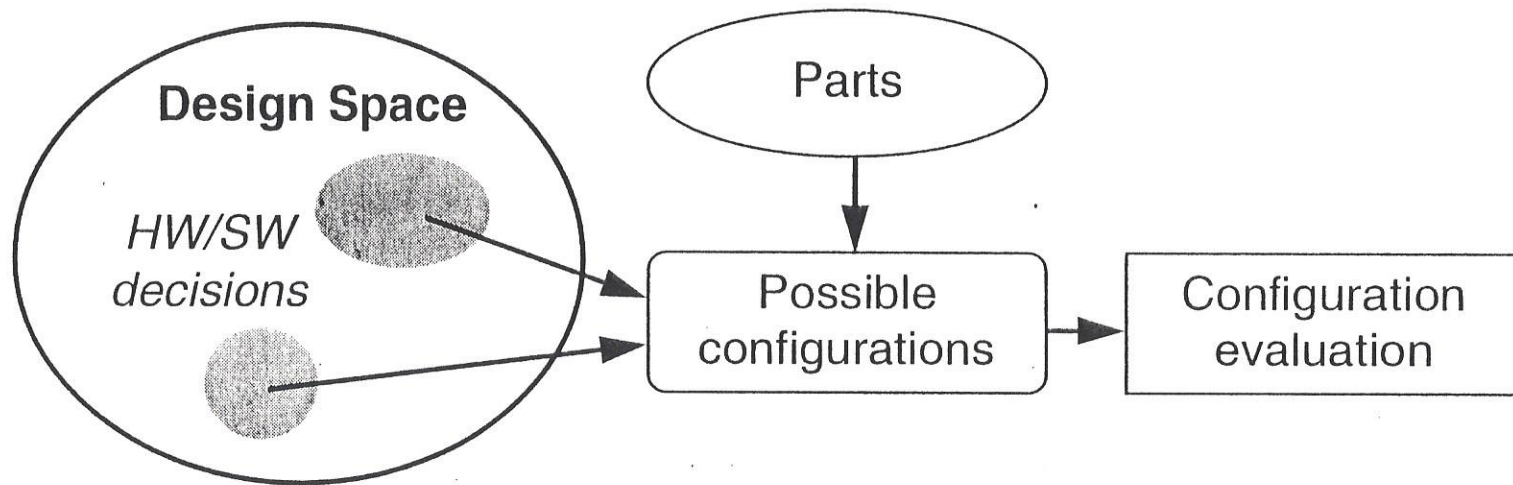 Design Space
HW/SW
decisions
Parts
Possible
configurations
Configuration
evaluation